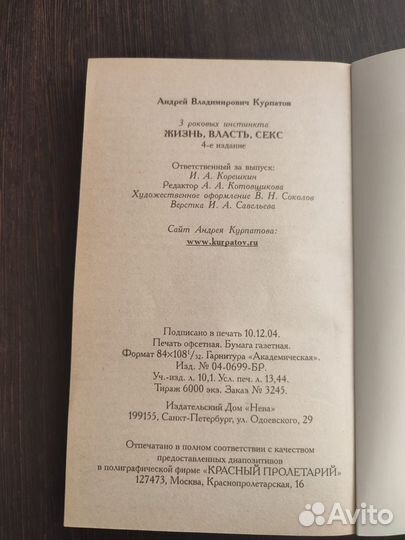 Андрей Владимирович Курпатов
3 роковых инстинкта
ЖИЗНЬ, ВЛАСТЬ, СЕКС
4-е издание
Ответственный за выпуск:
И. А. Корешкин
Редактор А. А. Котовщикова
Художественное оформление В. Н. Соколов
Верстка И. А. Савельева
Сайт Андрея Курпатова:
www.kurpatov.ru
Подписано в печать 10.12.04.
Печать офсетная. Бумага газетная.
Формат 84×108 1/32. Гарнитура «Академическая».
Изд. № 04-0699-БР.
Уч.-изд. л. 10,1. Усл. печ. л. 13,44.
Тираж 6000 экз. Заказ № 3245.
Издательский Дом «Нева»
199155, Санкт-Петербург, ул. Одоевского, 29
Отпечатано в полном соответствии с качеством
предоставленных диапозитивов
в полиграфической фирме «КРАСНЫЙ ПРОЛЕТАРИЙ»
127473, Москва, Краснопролетарская, 16
Avito